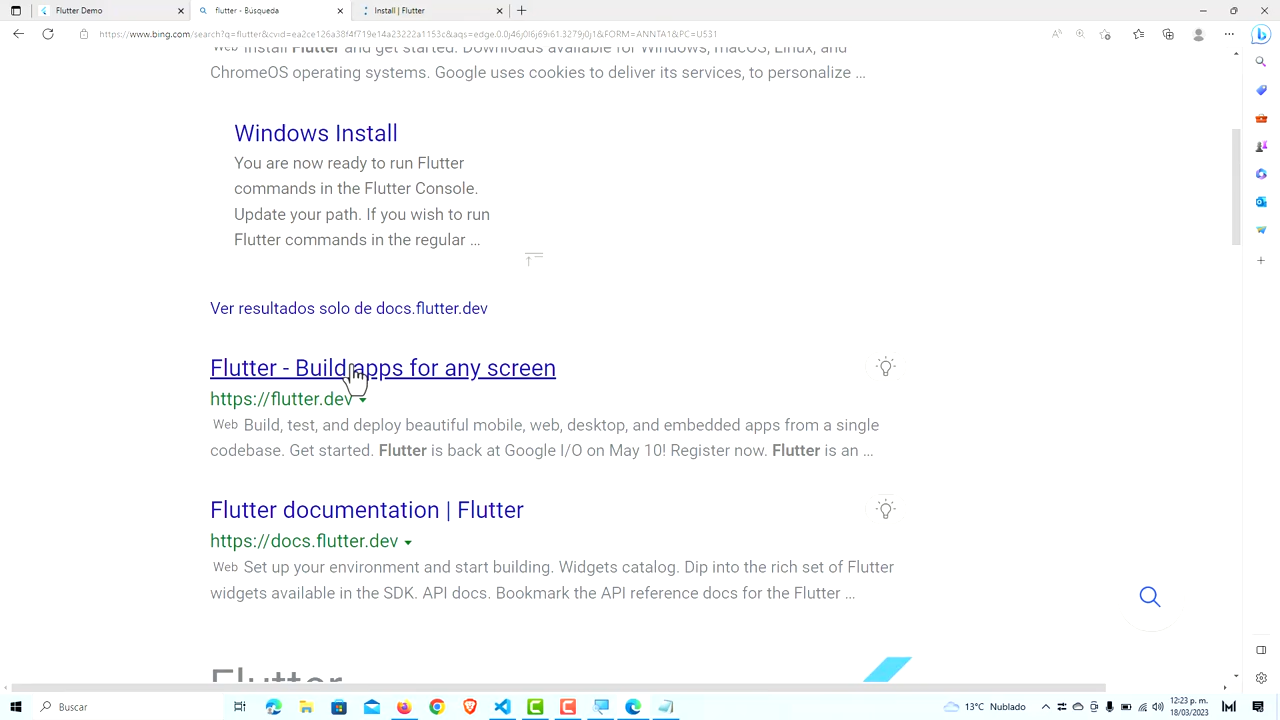 Flutter Demo
flutter - Búsqueda
Install | Flutter
https://www.bing.com/search?q=flutter&cvid=ea2ce126a38f4f719e14a23222a1153c&aqs=edge.0.0j46j0l6j69i61.3279j0j1&FORM=ANNTA1&PC=U531
Web Install Flutter and get started. Downloads available for Windows, macOS, Linux, and
ChromeOS operating systems. Google uses cookies to deliver its services, to personalize ...
Windows Install
You are now ready to run Flutter
commands in the Flutter Console.
Update your path. If you wish to run
Flutter commands in the regular ...
Ver resultados solo de docs.flutter.dev
Flutter - Build apps for any screen
https://flutter.dev
Web Build, test, and deploy beautiful mobile, web, desktop, and embedded apps from a single
codebase. Get started. Flutter is back at Google I/O on May 10! Register now. Flutter is an ...
Flutter documentation | Flutter
https://docs.flutter.dev
Web Set up your environment and start building. Widgets catalog. Dip into the rich set of Flutter
widgets available in the SDK. API docs. Bookmark the API reference docs for the Flutter ...
Flutter
Buscar
13°C Nublado
12:23 p. m.
18/03/2023